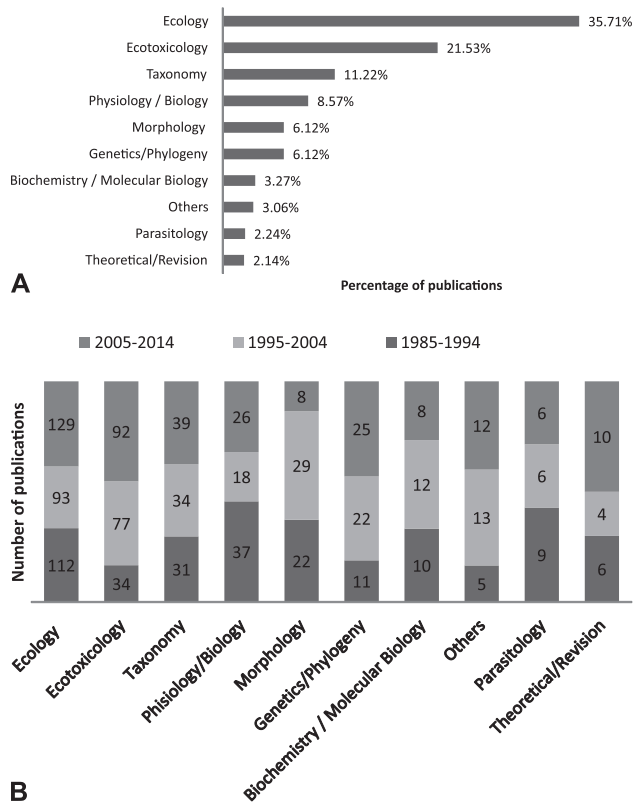 Ecology 35.71%
Ecotoxicology 21.53%
Taxonomy 11.22%
Physiology / Biology 8.57%
Morphology 6.12%
Genetics/Phylogeny 6.12%
Biochemistry / Molecular Biology 3.27%
Others 3.06%
Parasitology 2.24%
Theoretical/Revision 2.14%
A
Percentage of publications
2005-2014 1995-2004 1985-1994
Number of publications
129 92 39 26 8 25 8 12 6 10
93 77 34 18 29 22 12 13 6 4
112 34 31 37 22 11 10 5 9 6
Ecology
Ecotoxicology
Taxonomy
Phisiology/Biology
Morphology
Genetics/Phylogeny
Biochemistry / Molecular Biology
Others
Parasitology
Theoretical/Revision
B